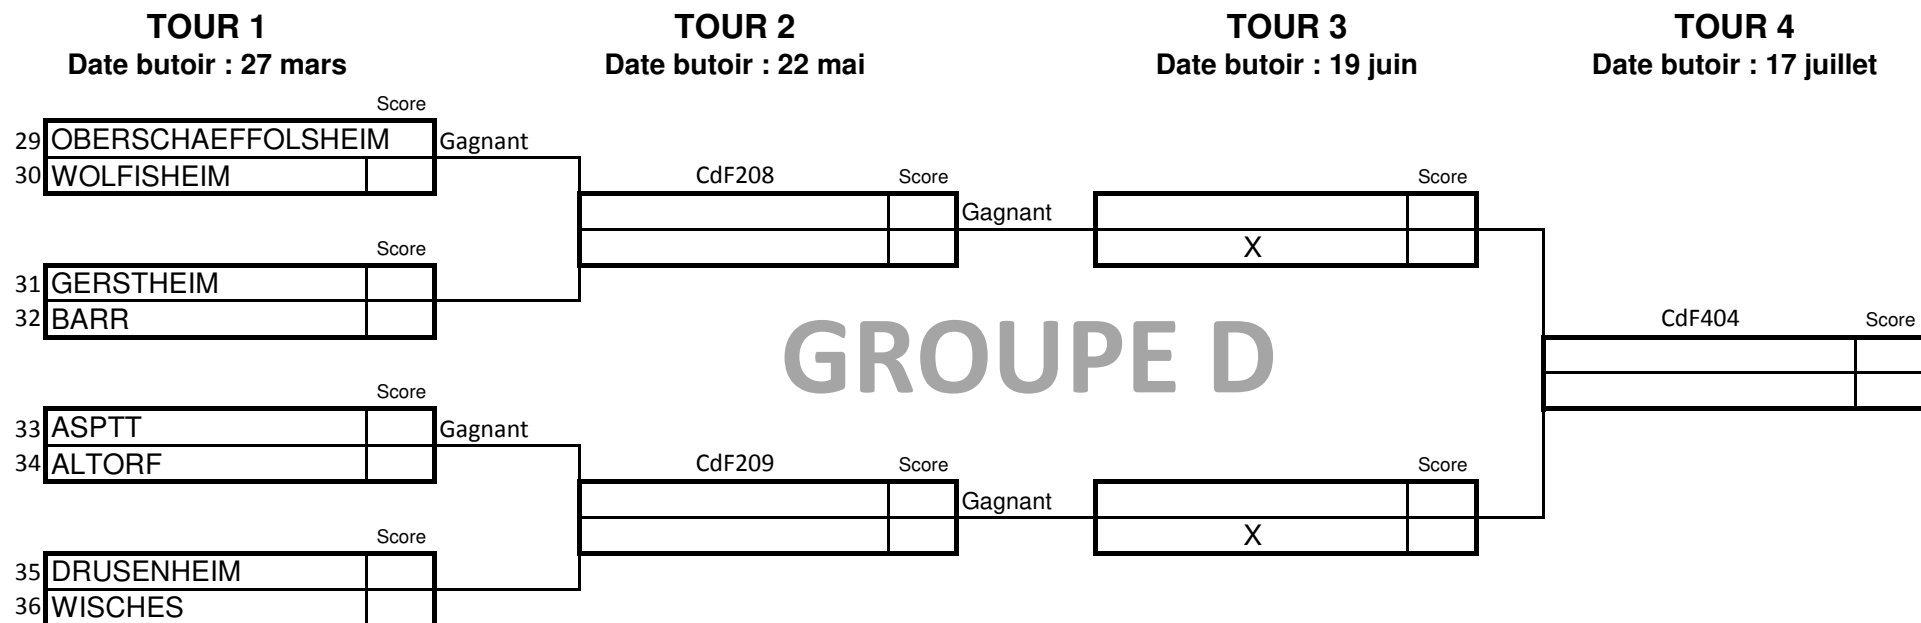 TOUR 1
Date butoir : 27 mars
TOUR 2
Date butoir : 22 mai
TOUR 3
Date butoir : 19 juin
TOUR 4
Date butoir : 17 juillet
Score
29 OBERSCHAEFFOLSHEIM Gagnant
30 WOLFISHEIM
CdF208 Score
Score
Gagnant
X
Score
31 GERSTHEIM
32 BARR
GROUPE D
CdF404 Score
Score
33 ASPTT Gagnant
34 ALTORF
CdF209 Score
Score
Gagnant
X
Score
35 DRUSENHEIM
36 WISCHES